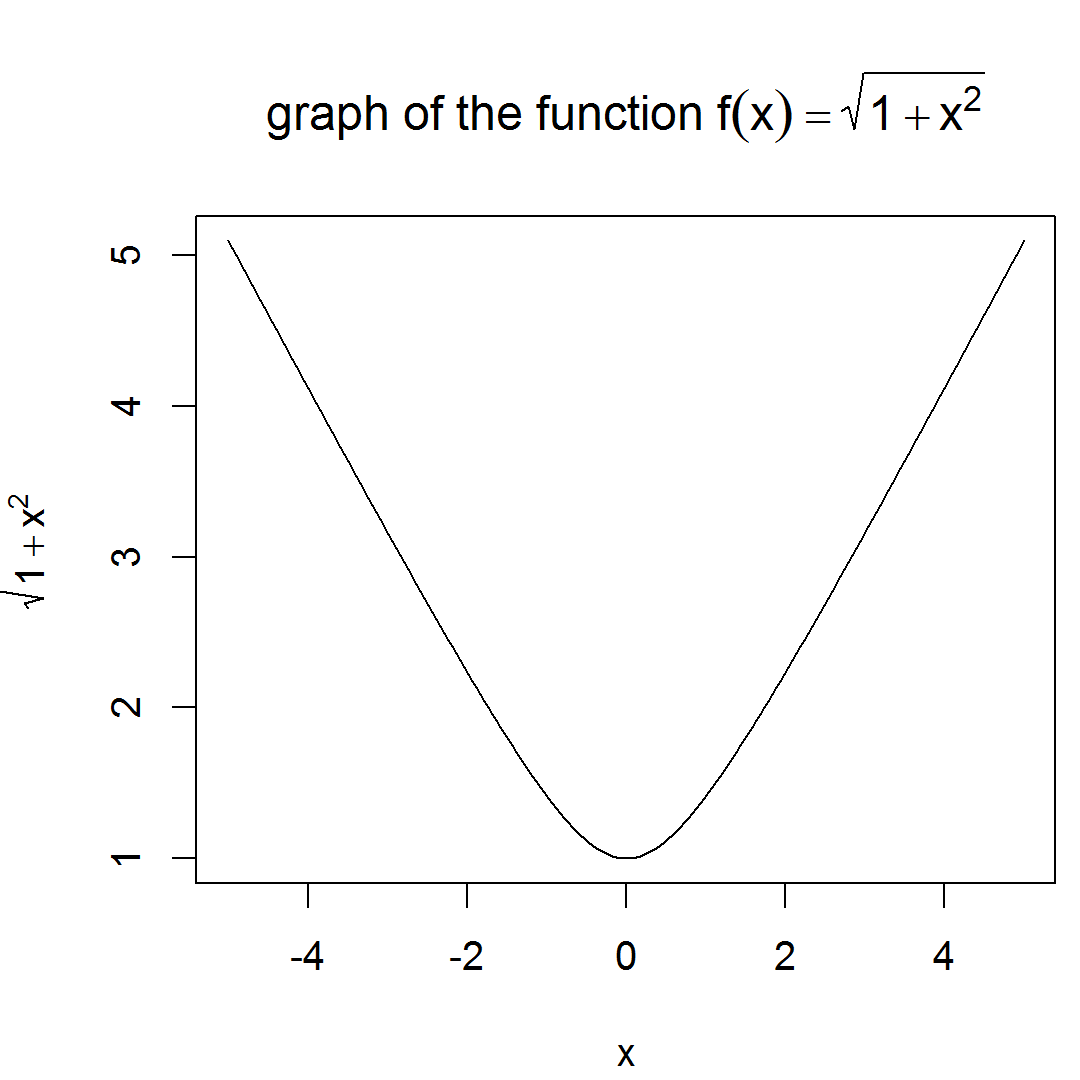 graph of the function f(x) = √1 + x²
√1 + x²
5
4
3
2
1
-4 -2 0 2 4
x